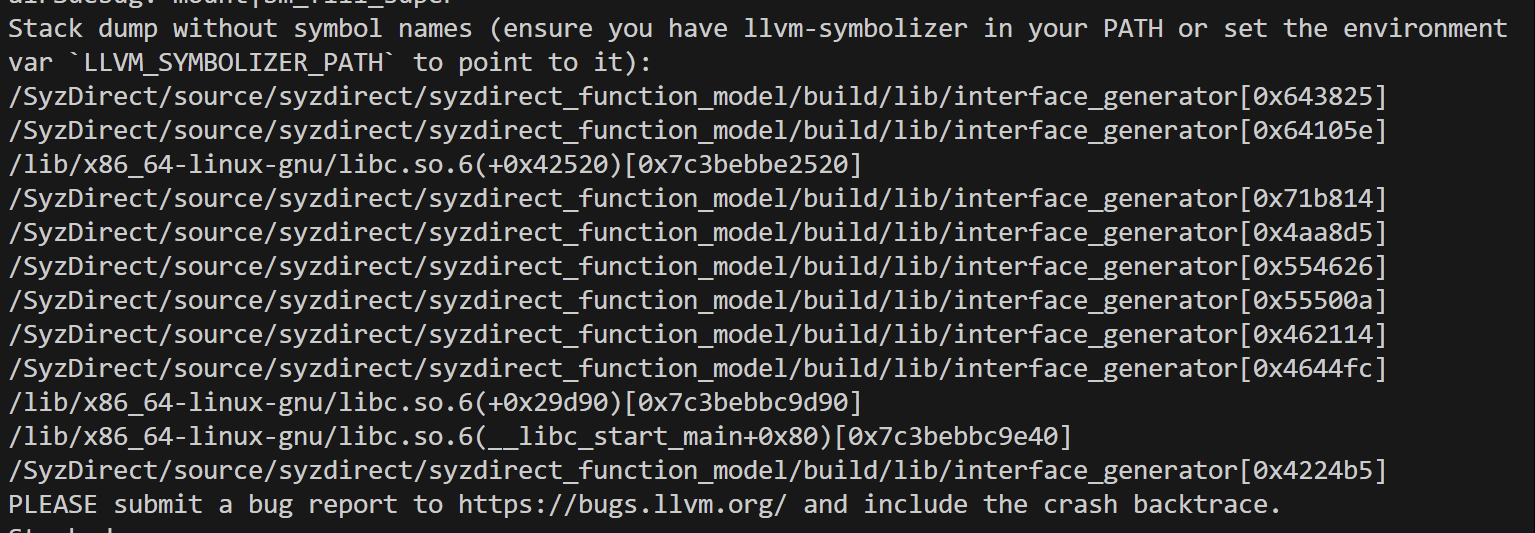 Stack dump without symbol names (ensure you have llvm-symbolizer in your PATH or set the environment
var `LLVM_SYMBOLIZER_PATH` to point to it):
/SyzDirect/source/syzdirect/syzdirect_function_model/build/lib/interface_generator[0x643825]
/SyzDirect/source/syzdirect/syzdirect_function_model/build/lib/interface_generator[0x64105e]
/lib/x86_64-linux-gnu/libc.so.6(+0x42520)[0x7c3bebbe2520]
/SyzDirect/source/syzdirect/syzdirect_function_model/build/lib/interface_generator[0x71b814]
/SyzDirect/source/syzdirect/syzdirect_function_model/build/lib/interface_generator[0x4aa8d5]
/SyzDirect/source/syzdirect/syzdirect_function_model/build/lib/interface_generator[0x554626]
/SyzDirect/source/syzdirect/syzdirect_function_model/build/lib/interface_generator[0x55500a]
/SyzDirect/source/syzdirect/syzdirect_function_model/build/lib/interface_generator[0x462114]
/SyzDirect/source/syzdirect/syzdirect_function_model/build/lib/interface_generator[0x4644fc]
/lib/x86_64-linux-gnu/libc.so.6(+0x29d90)[0x7c3bebbc9d90]
/lib/x86_64-linux-gnu/libc.so.6(__libc_start_main+0x80)[0x7c3bebbc9e40]
/SyzDirect/source/syzdirect/syzdirect_function_model/build/lib/interface_generator[0x4224b5]
PLEASE submit a bug report to https://bugs.llvm.org/ and include the crash backtrace.